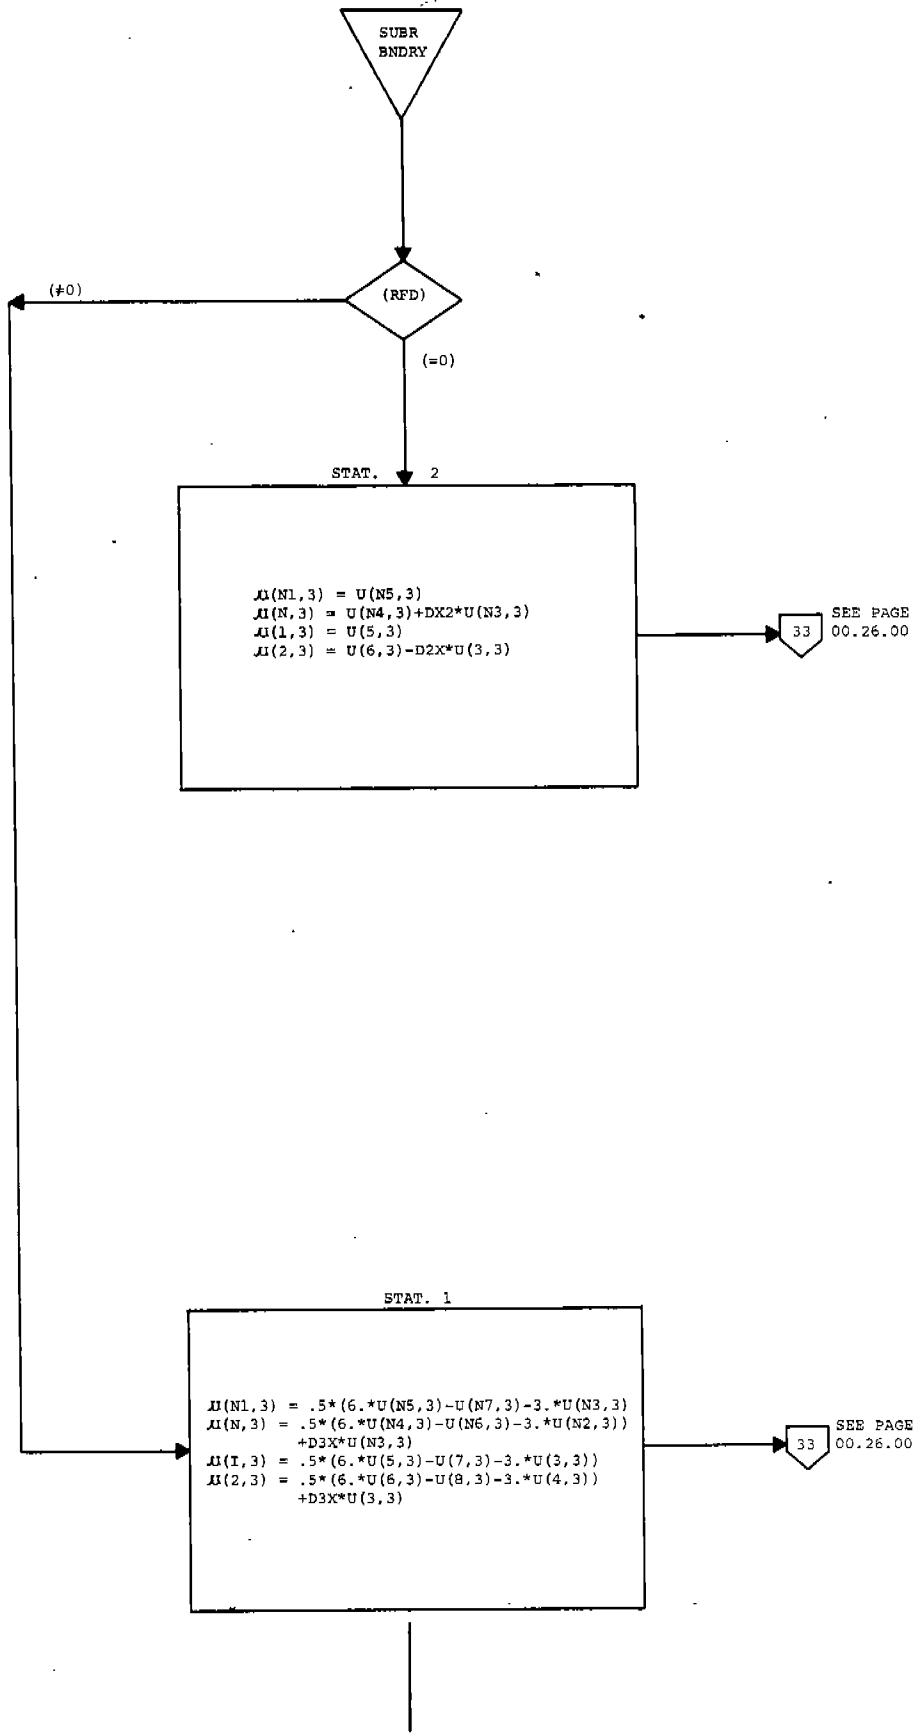 SUBR
BNDRY
(≠0)
(RFD)
(=0)
STAT. 2
U(N1,3) = U(N5,3)
U(N,3) = U(N4,3)+DX2*U(N3,3)
U(1,3) = U(5,3)
U(2,3) = U(6,3)-D2X*U(3,3)
33
SEE PAGE
00.26.00
STAT. 1
U(N1,3) = .5*(6.*U(N5,3)-U(N7,3)-3.*U(N3,3)
U(N,3) = .5*(6.*U(N4,3)-U(N6,3)-3.*U(N2,3))
+D3X*U(N3,3)
U(1,3) = .5*(6.*U(5,3)-U(7,3)-3.*U(3,3))
U(2,3) = .5*(6.*U(6,3)-U(8,3)-3.*U(4,3))
+D3X*U(3,3)
33
SEE PAGE
00.26.00